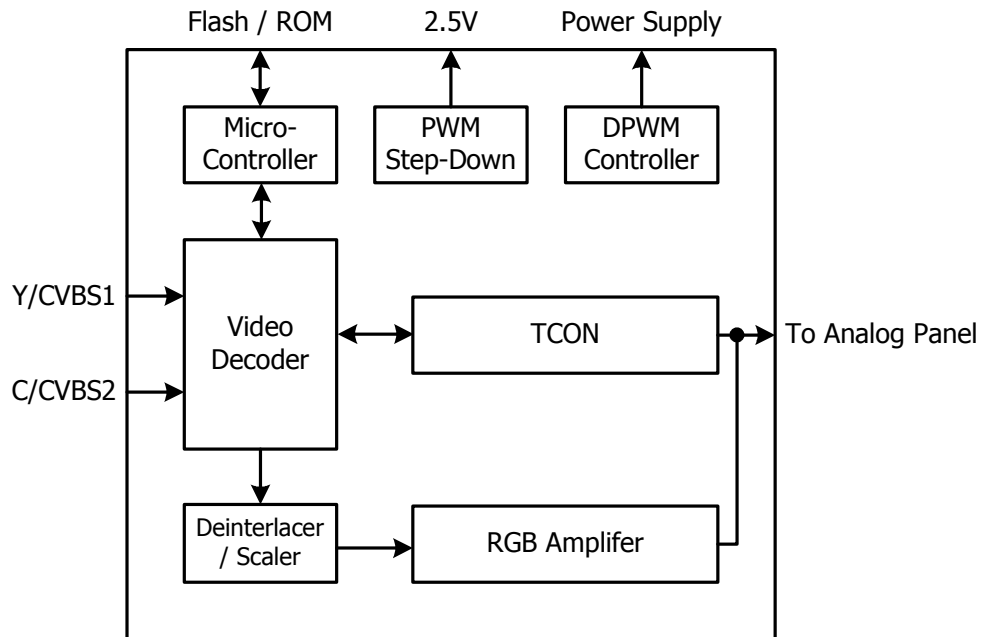 Flash / ROM
2.5V
Power Supply
Micro-
Controller
PWM
Step-Down
DPWM
Controller
Y/CVBS1
C/CVBS2
Video
Decoder
TCON
To Analog Panel
Deinterlacer
/ Scaler
RGB Amplifer